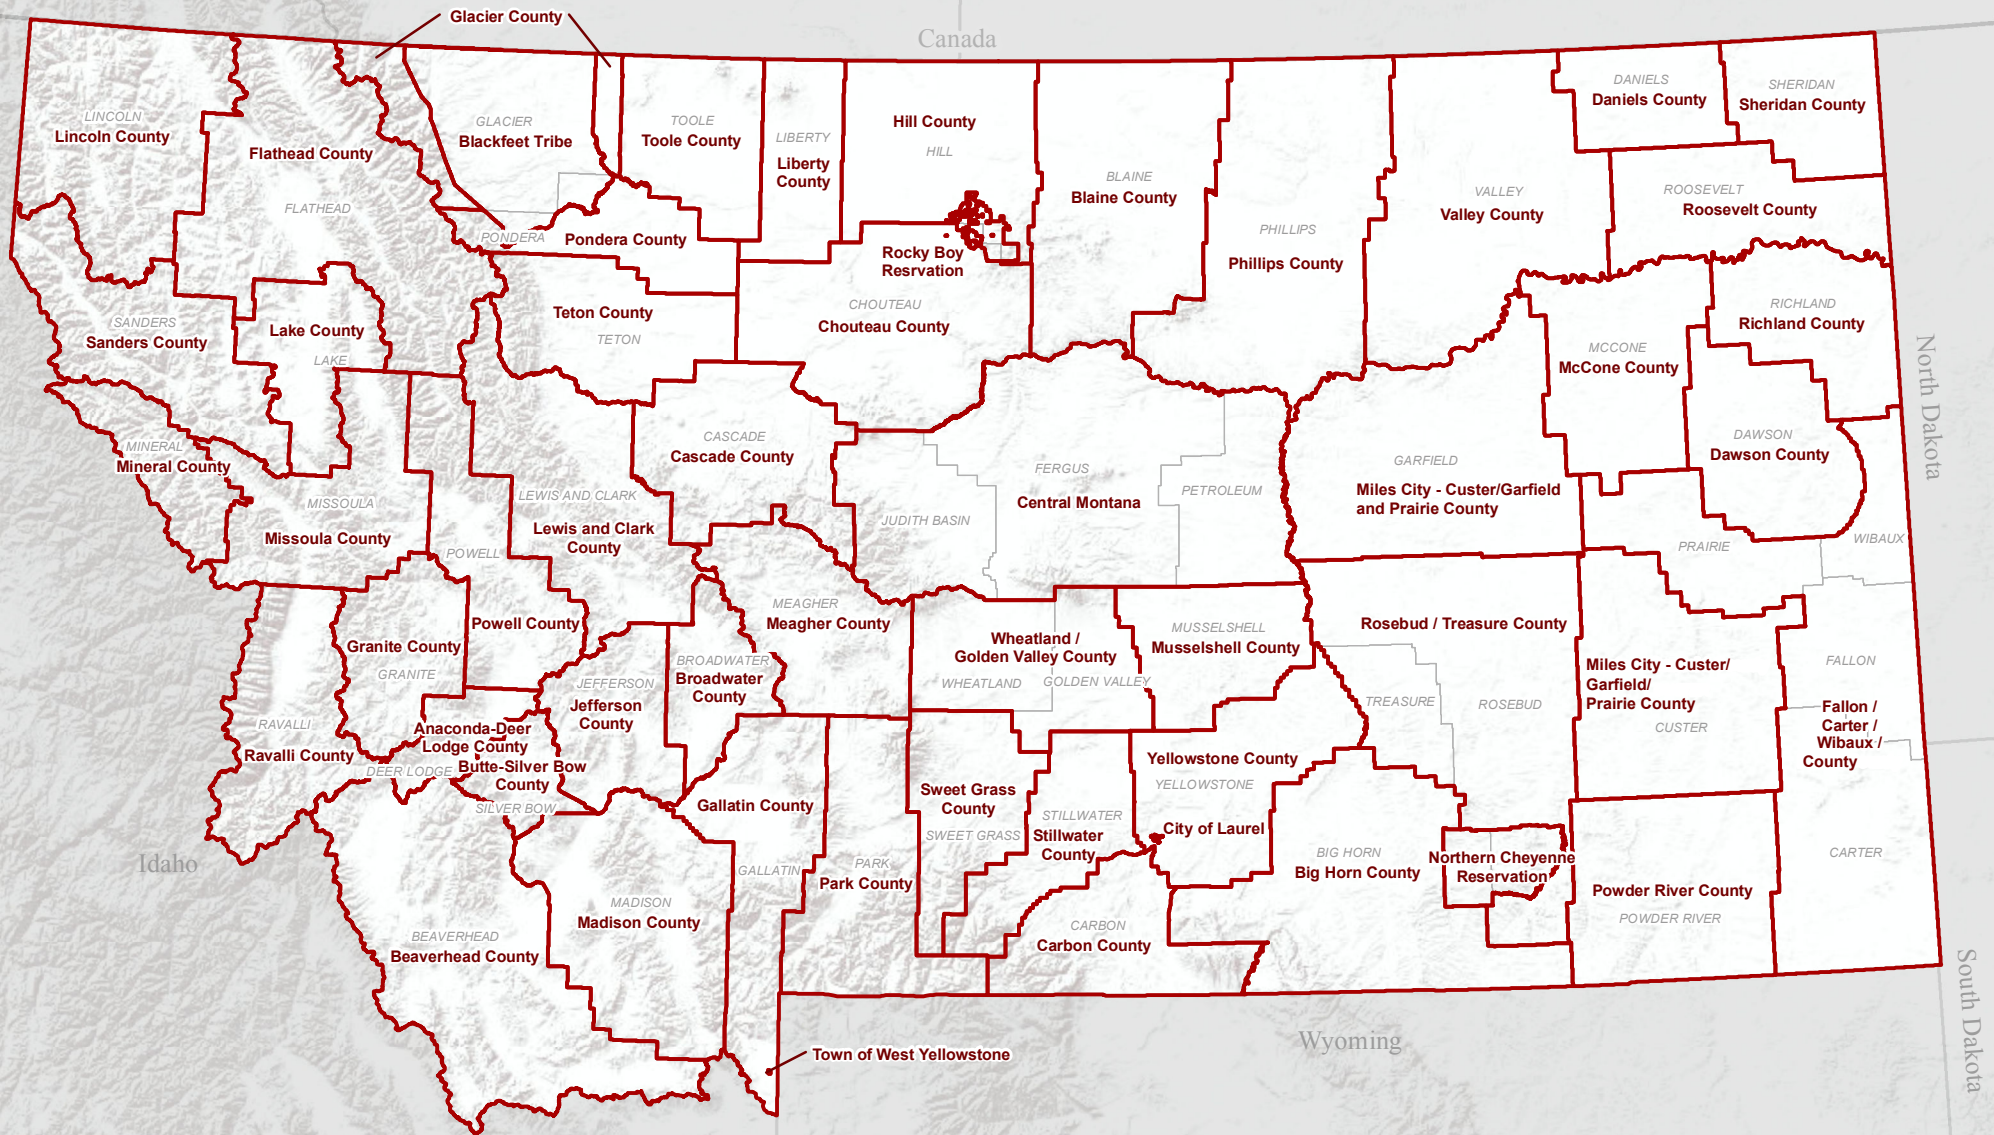 Glacier County
Canada
LINCOLN
Lincoln County
Flathead County
FLATHEAD
GLACIER
Blackfeet Tribe
TOOLE
Toole County
LIBERTY
Liberty
County
Hill County
HILL
BLAINE
Blaine County
PHILLIPS
Phillips County
VALLEY
Valley County
DANIELS
Daniels County
SHERIDAN
Sheridan County
ROOSEVELT
Roosevelt County
PONDERA
Pondera County
Rocky Boy
Resrvation
SANDERS
Sanders County
Lake County
LAKE
Teton County
TETON
CHOUTEAU
Chouteau County
MCCONE
McCone County
RICHLAND
Richland County
North Dakota
MINERAL
Mineral County
MISSOULA
Missoula County
POWELL
LEWIS AND CLARK
Lewis and Clark
County
CASCADE
Cascade County
JUDITH BASIN
FERGUS
Central Montana
PETROLEUM
GARFIELD
Miles City - Custer/Garfield
and Prairie County
DAWSON
Dawson County
PRAIRIE
WIBAUX
Granite County
GRANITE
Powell County
MEAGHER
Meagher County
BROADWATER
Broadwater
County
JEFFERSON
Jefferson
County
Wheatland /
Golden Valley County
WHEATLAND
GOLDEN VALLEY
MUSSELSHELL
Musselshell County
Rosebud / Treasure County
TREASURE
ROSEBUD
Miles City - Custer/
Garfield/
Prairie County
CUSTER
FALLON
Fallon /
Carter /
Wibaux /
County
RAVALLI
Ravalli County
Anaconda-Deer
Lodge County
DEER LODGE
Butte-Silver Bow
County
SILVER BOW
Gallatin County
GALLATIN
Sweet Grass
County
SWEET GRASS
STILLWATER
Stillwater
County
Yellowstone County
YELLOWSTONE
City of Laurel
Idaho
PARK
Park County
BIG HORN
Big Horn County
Northern Cheyenne
Reservation
Powder River County
POWDER RIVER
CARTER
MADISON
Madison County
BEAVERHEAD
Beaverhead County
CARBON
Carbon County
South Dakota
Wyoming
Town of West Yellowstone